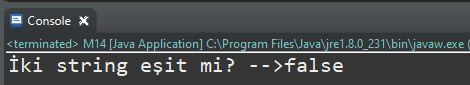 Console
<terminated> M14 [Java Application] C:\Program Files\Java\jre1.8.0_231\bin\javaw.exe (
İki string eşit mi? -->false